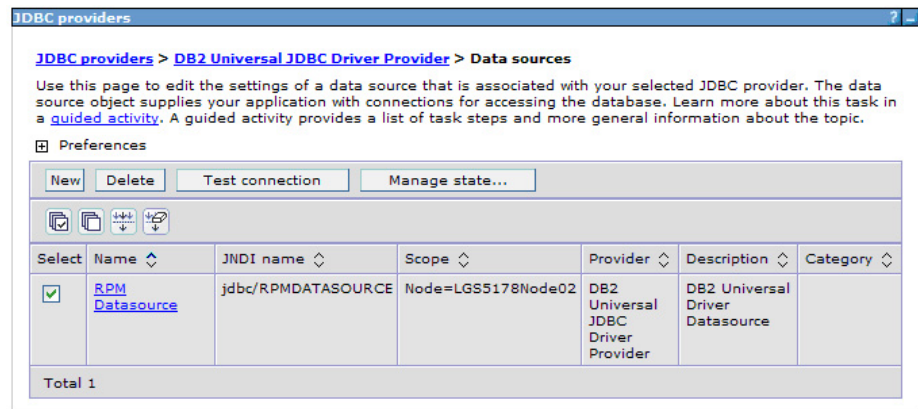 JDBC providers ? –
JDBC providers > DB2 Universal JDBC Driver Provider > Data sources
Use this page to edit the settings of a data source that is associated with your selected JDBC provider. The data
source object supplies your application with connections for accessing the database. Learn more about this task in
a guided activity. A guided activity provides a list of task steps and more general information about the topic.
Preferences
New Delete Test connection Manage state...
Select Name JNDI name Scope Provider Description Category
RPM Datasource jdbc/RPMDATASOURCE Node=LGS5178Node02 DB2 Universal JDBC Driver Provider DB2 Universal Driver Datasource
Total 1